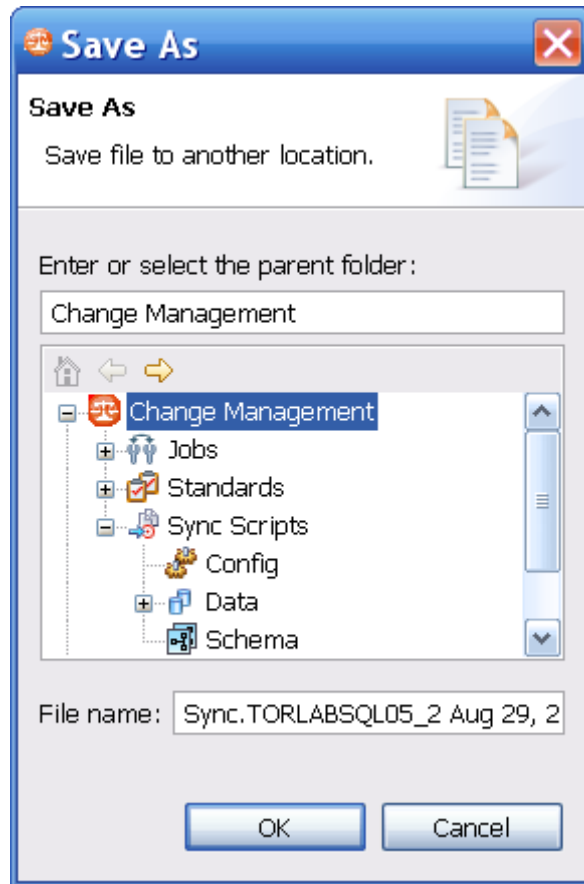 Save As
Save As
Save file to another location.
Enter or select the parent folder:
Change Management
Change Management
Jobs
Standards
Sync Scripts
Config
Data
Schema
File name: Sync.TORLABSQL05_2 Aug 29, 2
OK Cancel